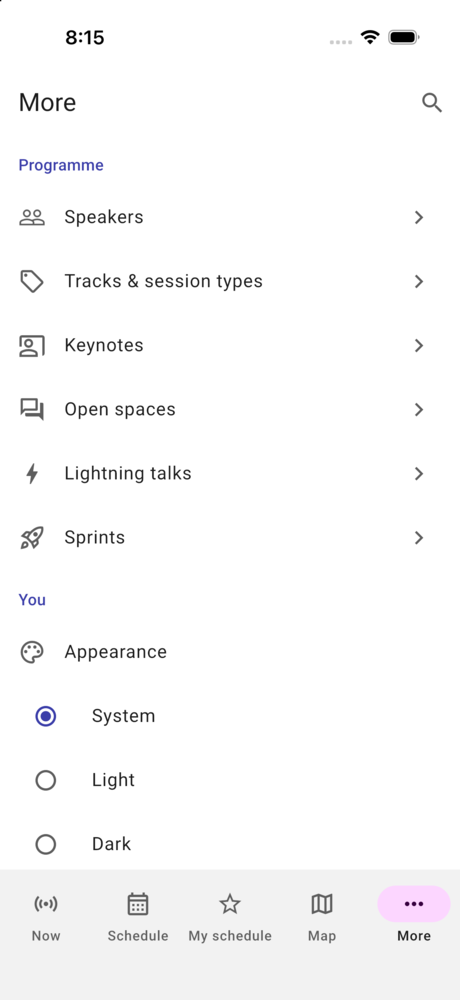 8:15
More
Programme
Speakers
Tracks & session types
Keynotes
Open spaces
Lightning talks
Sprints
You
Appearance
System
Light
Dark
Now
Schedule
My schedule
Map
More